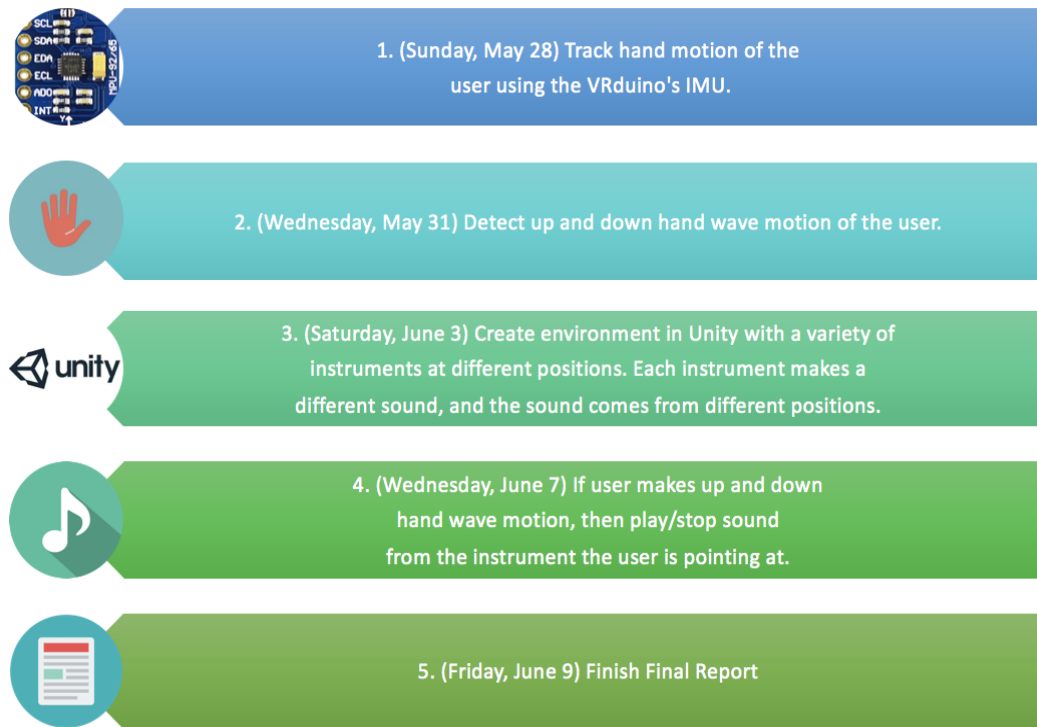 SCL
SDA
EDA
ECL
ADO
INT
Y
MPU-92/65
1. (Sunday, May 28) Track hand motion of the
user using the VRduino's IMU.
2. (Wednesday, May 31) Detect up and down hand wave motion of the user.
unity
3. (Saturday, June 3) Create environment in Unity with a variety of
instruments at different positions. Each instrument makes a
different sound, and the sound comes from different positions.
4. (Wednesday, June 7) If user makes up and down
hand wave motion, then play/stop sound
from the instrument the user is pointing at.
5. (Friday, June 9) Finish Final Report